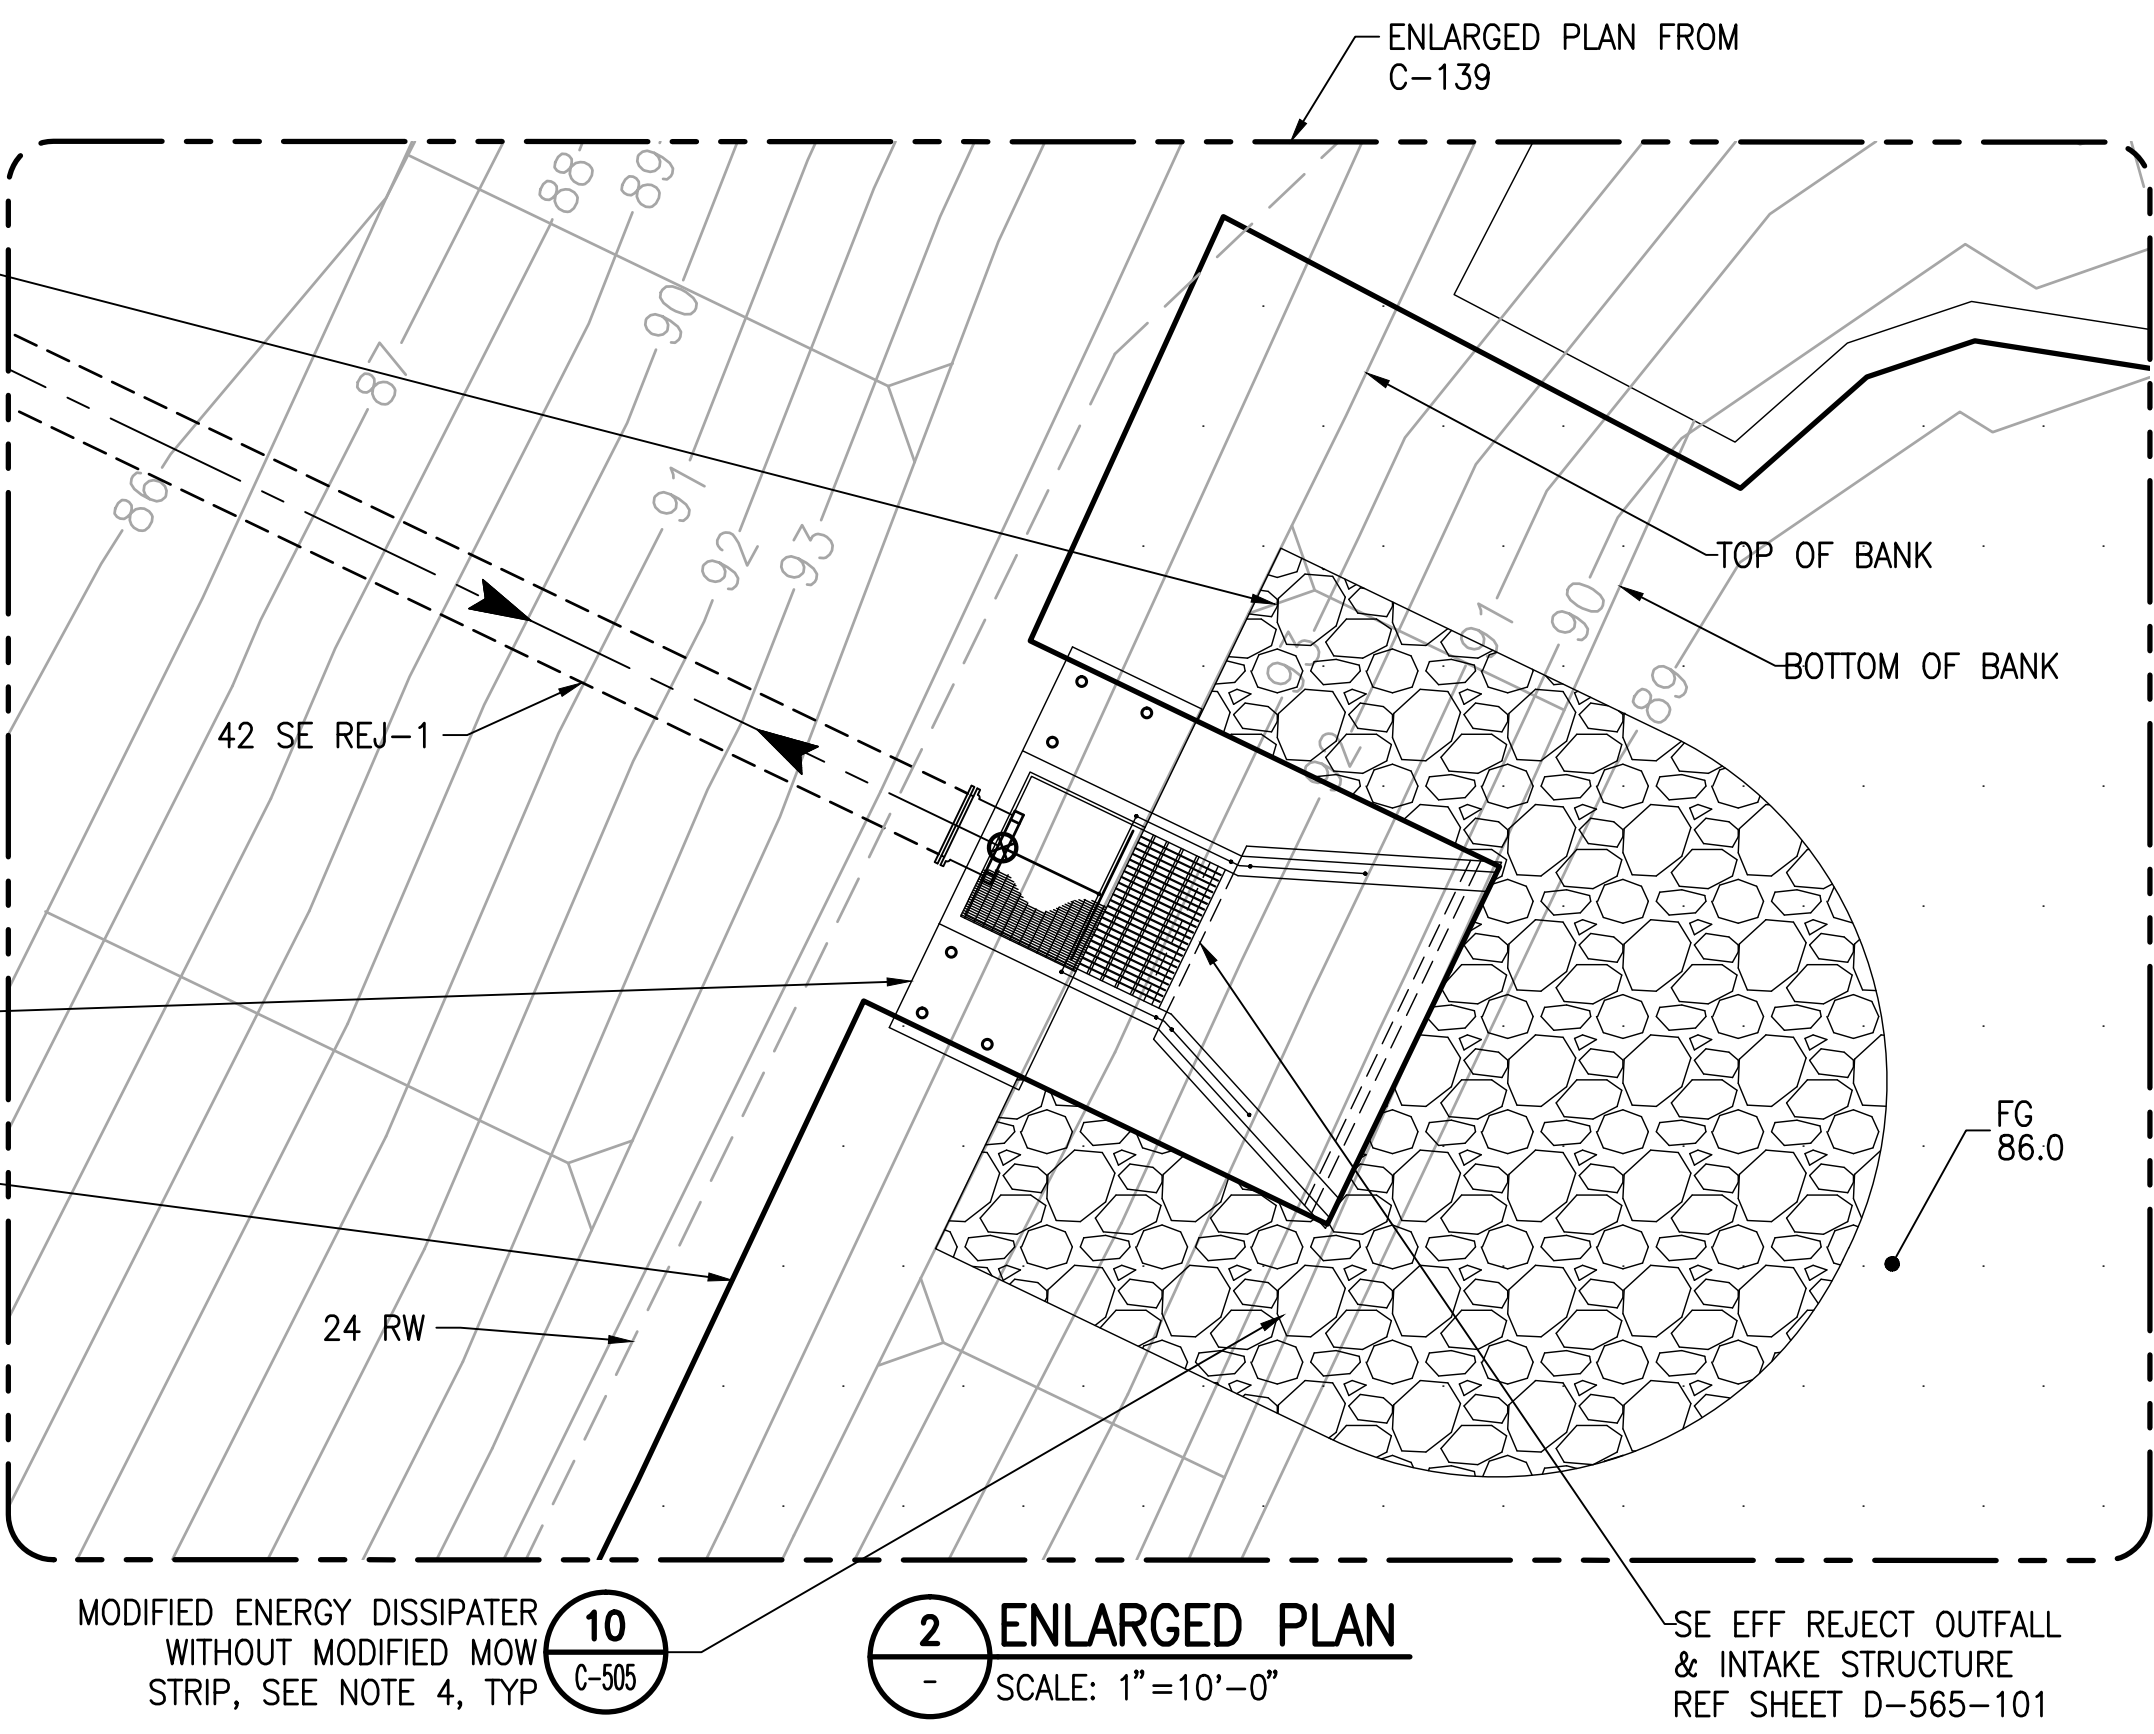 ENLARGED PLAN FROM
C-139
88
89
90
87
86
91
92
93
TOP OF BANK
91
90
93
89
BOTTOM OF BANK
42 SE REJ-1
92
FG
86.0
24 RW
MODIFIED ENERGY DISSIPATER
WITHOUT MODIFIED MOW
STRIP, SEE NOTE 4, TYP
10
C-505
2
-
ENLARGED PLAN
SCALE: 1"=10'-0"
SE EFF REJECT OUTFALL
& INTAKE STRUCTURE
REF SHEET D-565-101